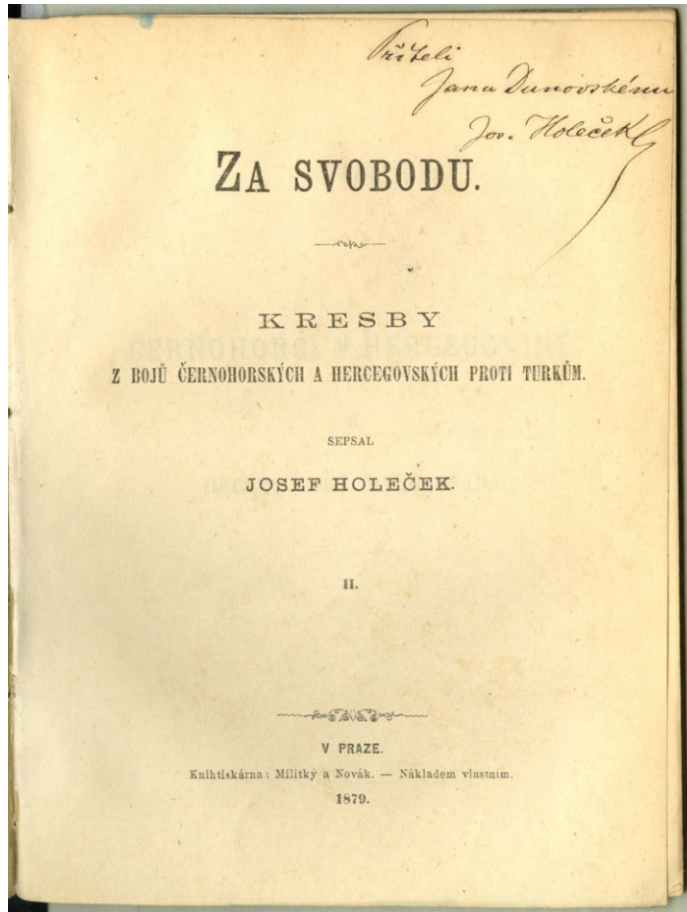 Příteli
Janu Dunovskému
Jos. Holeček
ZA SVOBODU.
KRESBY
Z BOJŮ ČERNOHORSKÝCH A HERCEGOVSKÝCH PROTI TURKŮM.
SEPSAL
JOSEF HOLEČEK.
II.
V PRAZE.
Knihtiskárna: Militký a Novák. — Nákladem vlastním.
1879.